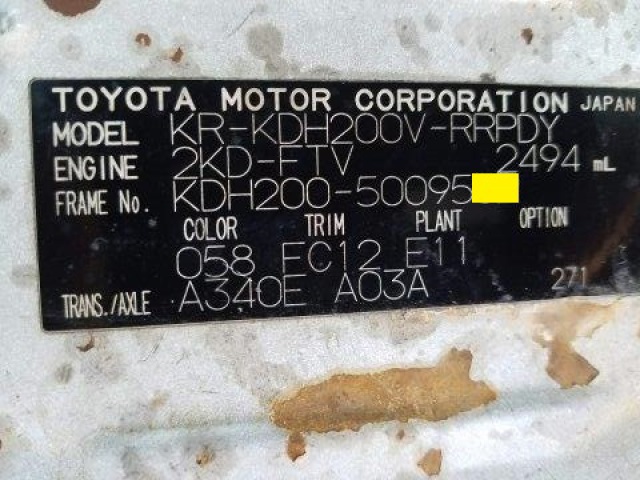 TOYOTA MOTOR CORPORATION JAPAN
MODEL KR-KDH200V-RRPDY
ENGINE 2KD-FTV 2494 mL
FRAME No. KDH200-50095
COLOR TRIM PLANT OPTION
058 FC12 E11
TRANS./AXLE A340E A03A 271